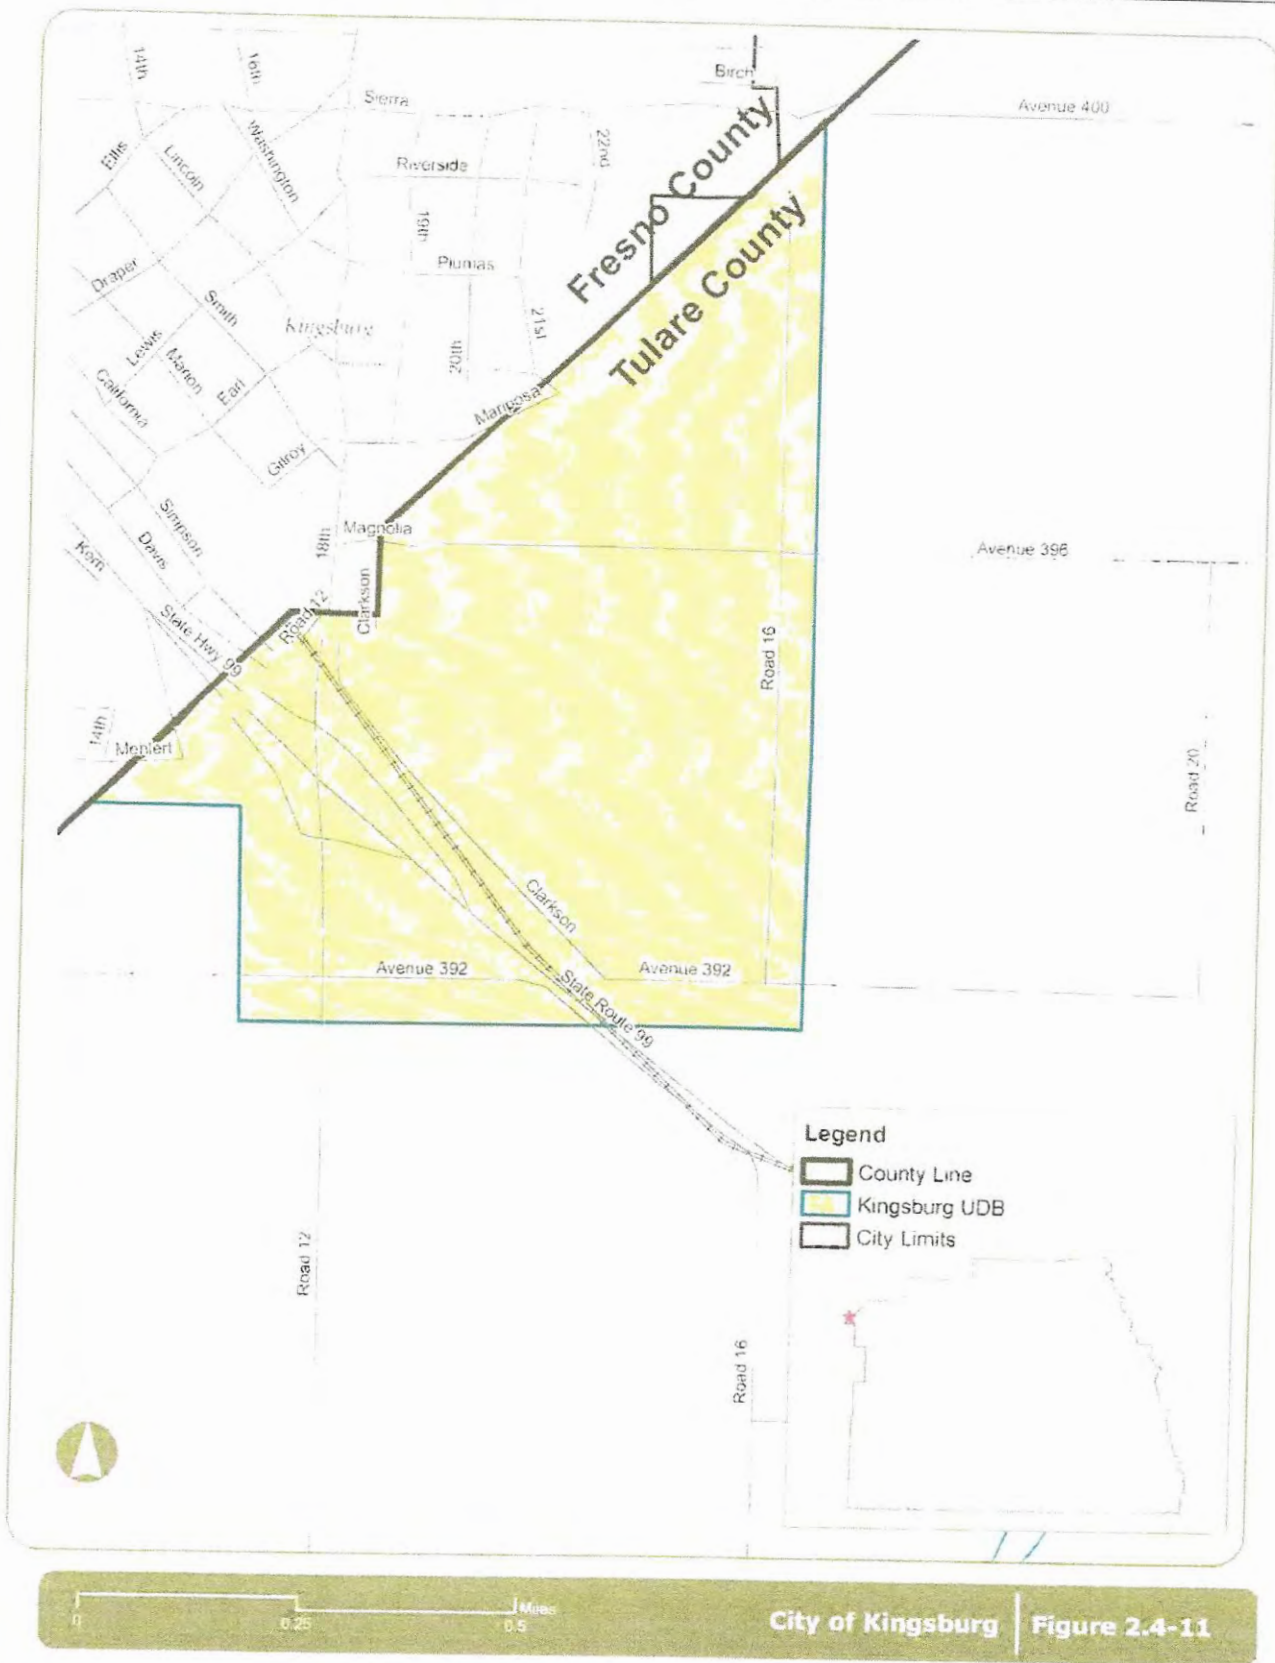 14th
16th
Birch
Sierra
Avenue 400
Washington
Ellis
Lincoln
22nd
Riverside
Fresno County
19th
Tulare County
Plumas
Draper
Smith
Kingsburg
21st
Lewis
20th
Marion
California
Earl
Mariposa
Gilroy
Simpson
Magnolia
18th
Davis
Avenue 396
Kern
Clarkson
Road 12
State Hwy 99
Road 16
14th
Mehlert
Road 20
Clarkson
Avenue 392
Avenue 392
State Route 99
Legend
County Line
Kingsburg UDB
City Limits
Road 12
Road 16
Miles
0
0.25
0.5
City of Kingsburg
Figure 2.4-11